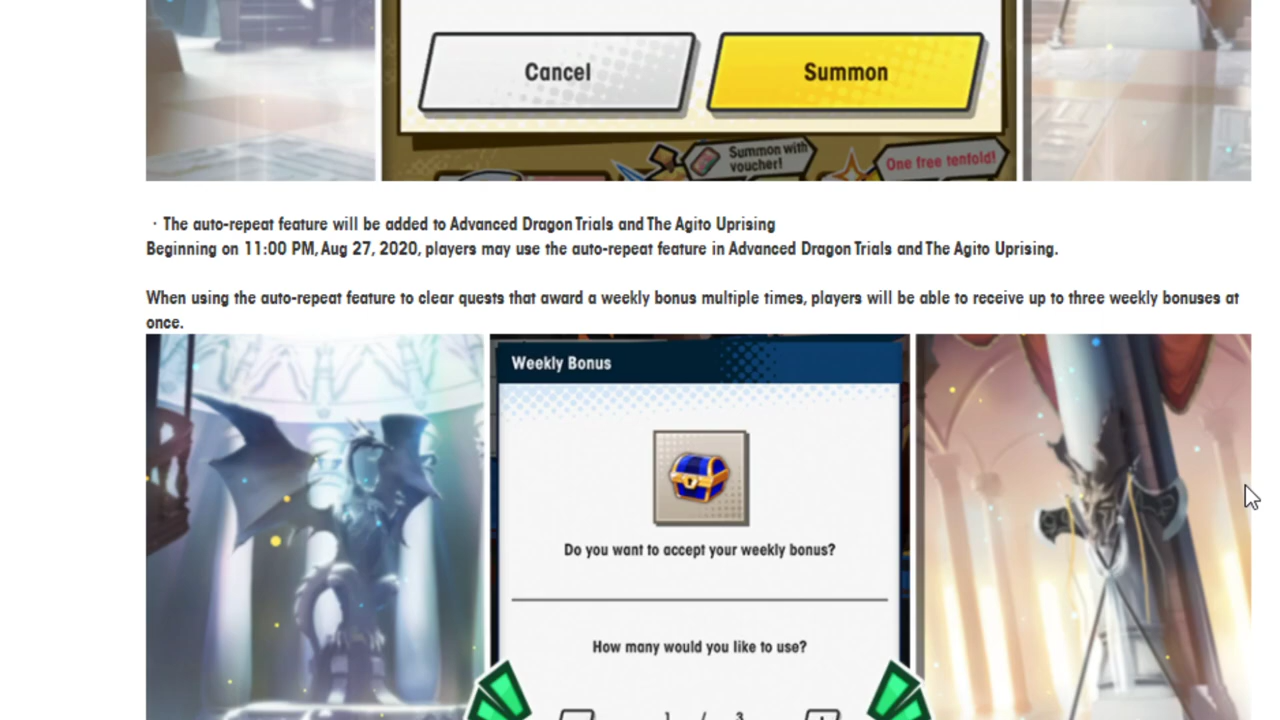 Cancel
Summon
Summon with
voucher!
One free tenfold!
· The auto-repeat feature will be added to Advanced Dragon Trials and The Agito Uprising
Beginning on 11:00 PM, Aug 27, 2020, players may use the auto-repeat feature in Advanced Dragon Trials and The Agito Uprising.
When using the auto-repeat feature to clear quests that award a weekly bonus multiple times, players will be able to receive up to three weekly bonuses at
once.
Weekly Bonus
Do you want to accept your weekly bonus?
How many would you like to use?
1 / 3